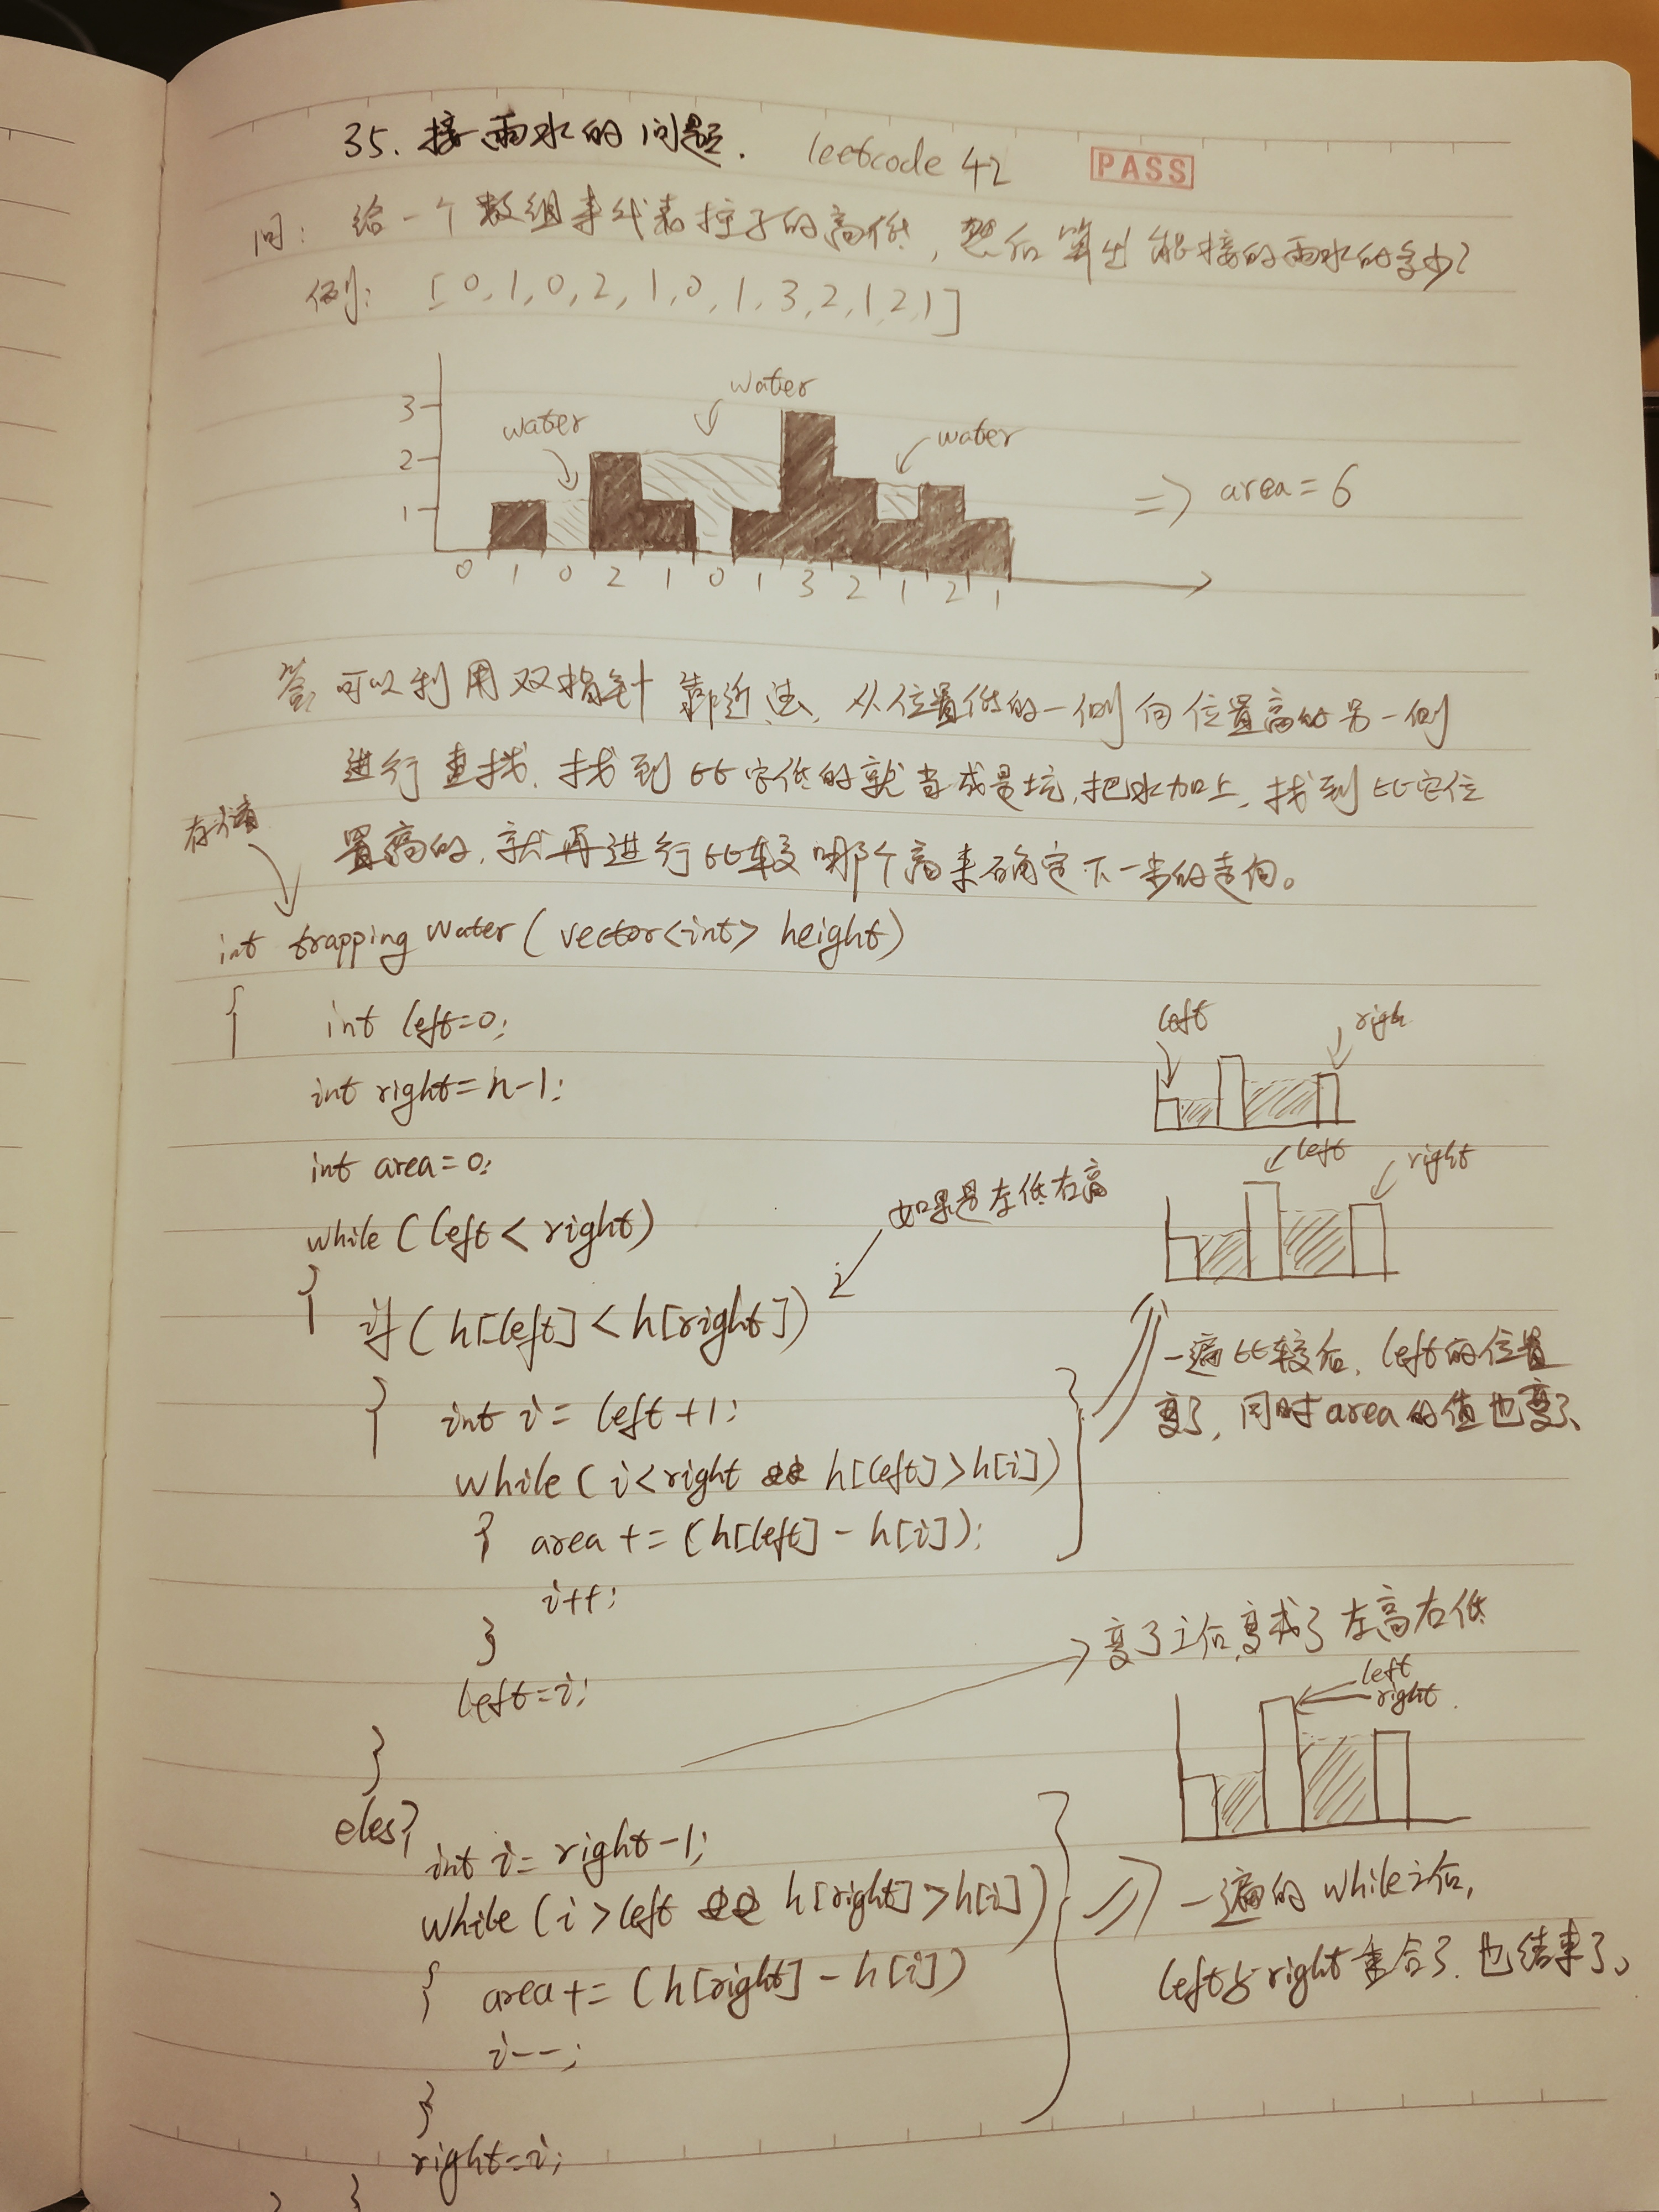 35. 接雨水的问题. leetcode 42 PASS
问: 给一个数组来代表柱子的高低, 然后算出能接的雨水的多少?
例: [0,1,0,2,1,0,1,3,2,1,2,1]
water
water
water
3
2
1
⇒ area=6
0 1 0 2 1 0 1 3 2 1 2 1
答: 可以利用双指针靠近法, 从位置低的一侧向位置高的另一侧
进行查找, 找到比它低的就当成是坑, 把水加上, 找到比它位
置高的, 就再进行比较哪个高来确定下一步的走向。
存储
int trapping water(vector<int> height)
{ int left=0;
left
righ
int right=n-1;
int area=0;
left
right
while(left<right)
如果是左低右高
{ if(h[left]<h[right])
{ int i=left+1;
一遍比较后, left的位置
变了, 同时area的值也变了、
while(i<right && h[left]>h[i])
{ area+=(h[left]-h[i]);
i++;
}
变了之后, 变成了左高右低
left=i;
left
right.
}
eles{
int i=right-1;
while(i>left && h[right]>h[i])
一遍的while之后,
left与right重合了. 也结束了、
{ area+=(h[right]-h[i])
i--;
}
right=i;
} }